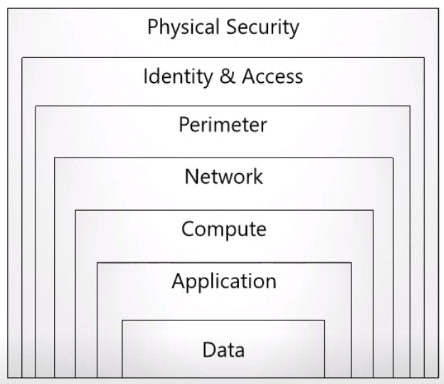 Physical Security
Identity & Access
Perimeter
Network
Compute
Application
Data